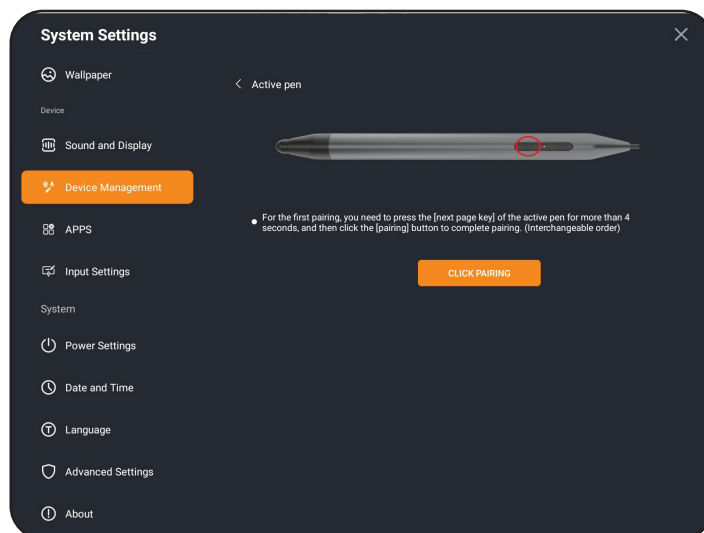 System Settings
Wallpaper
Device
Sound and Display
Device Management
APPS
Input Settings
System
Power Settings
Date and Time
Language
Advanced Settings
About
Active pen
For the first pairing, you need to press the [next page key] of the active pen for more than 4
seconds, and then click the [pairing] button to complete pairing. (Interchangeable order)
CLICK PAIRING